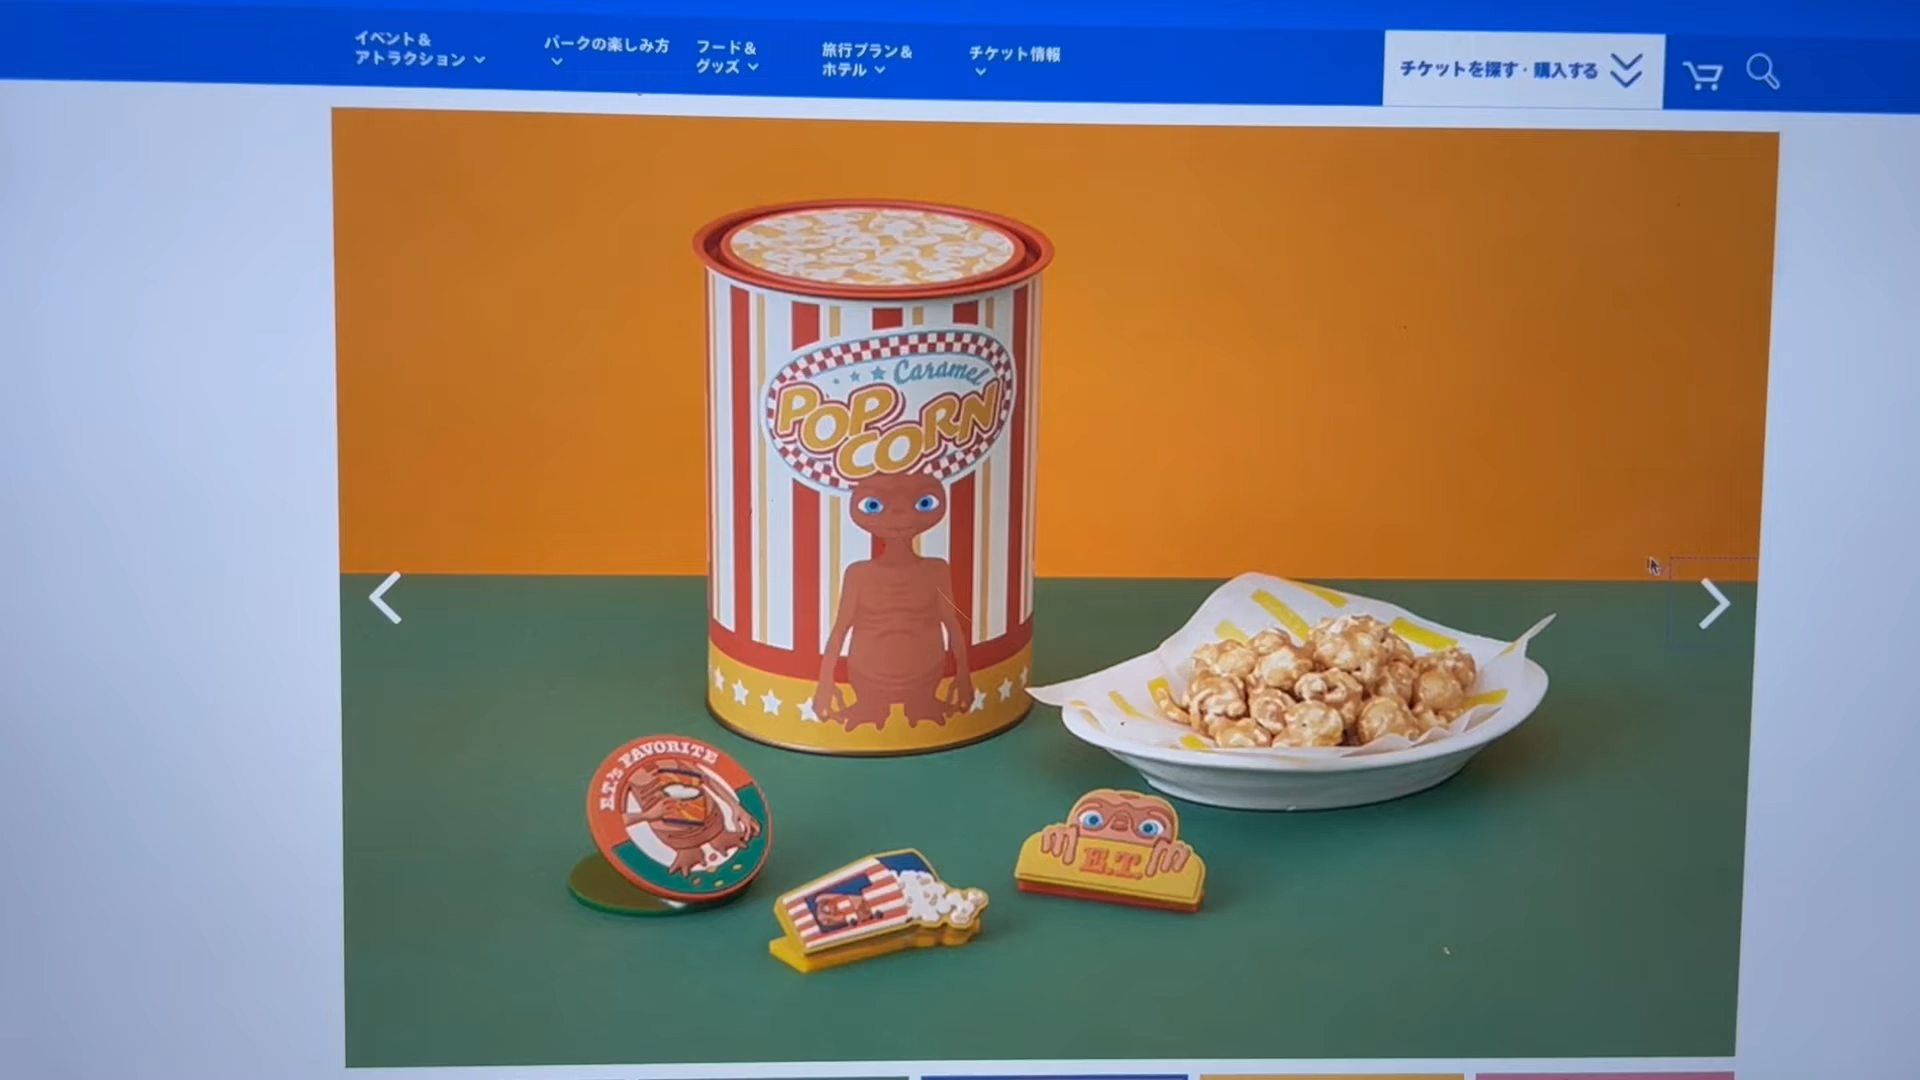 イベント＆
アトラクション
パークの楽しみ方
フード＆
グッズ
旅行プラン＆
ホテル
チケット情報
チケットを探す・購入する
Caramel
POP
CORN
E.T.'s FAVORITE
E.T.